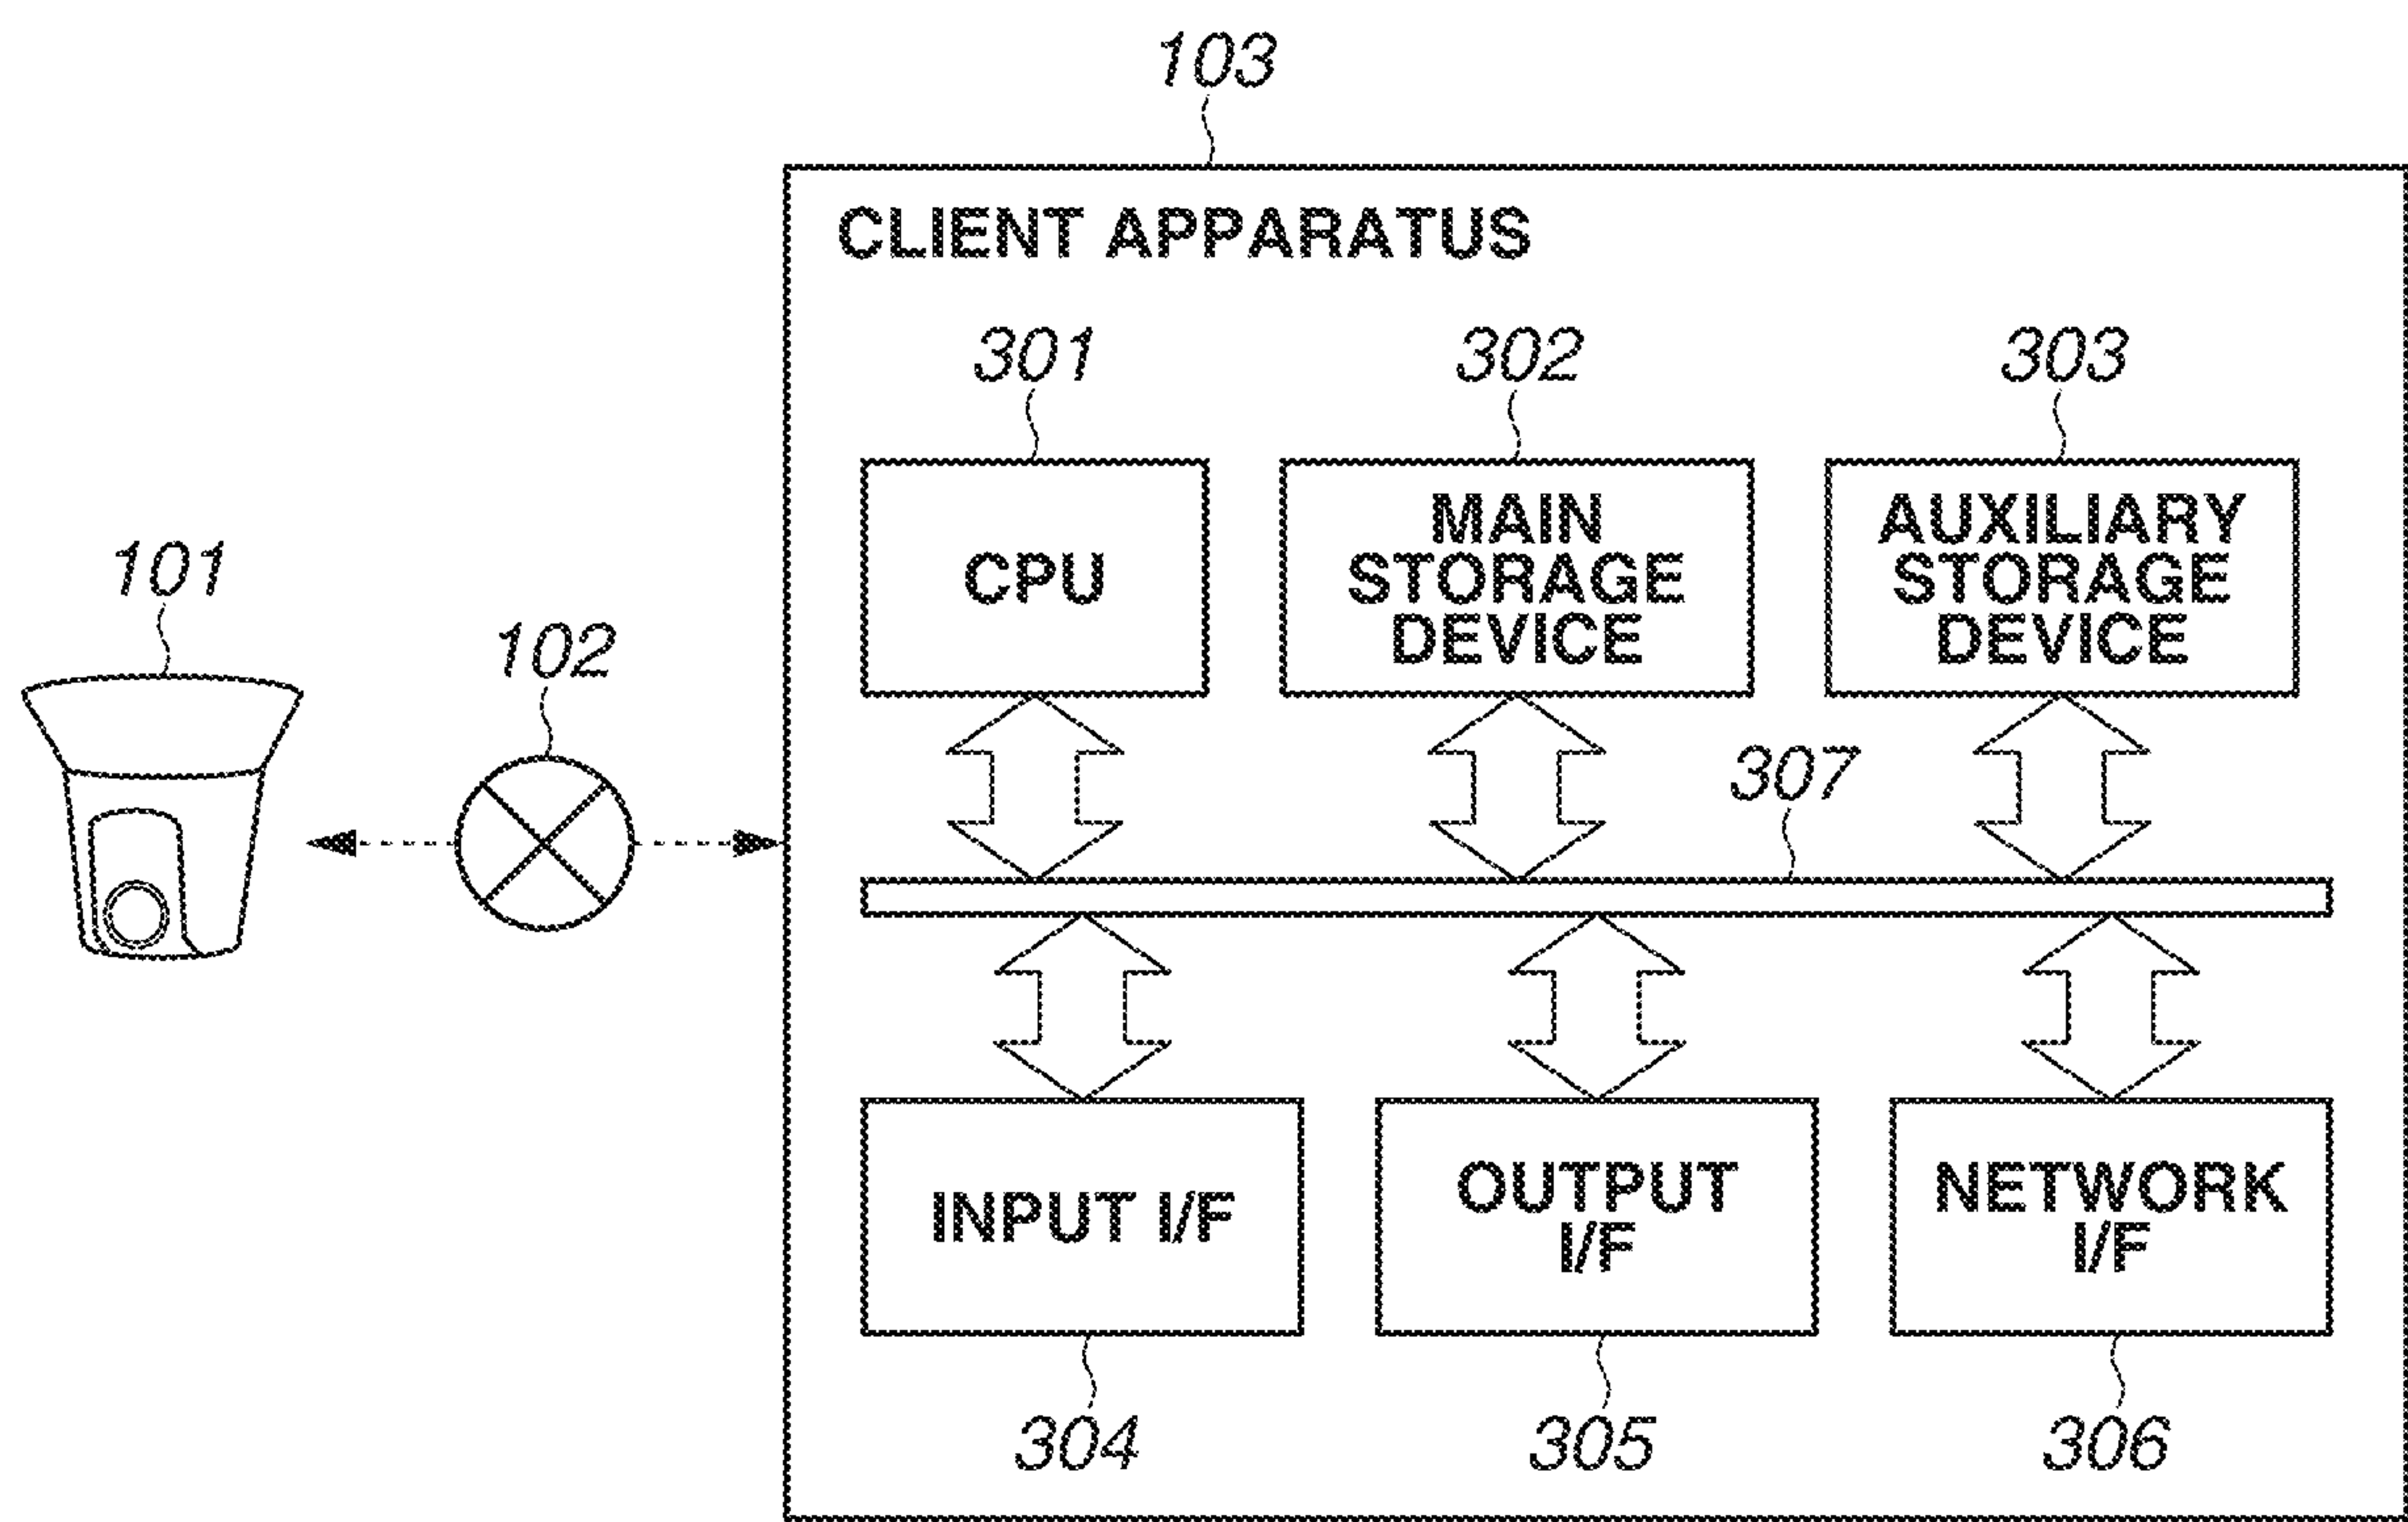 103
CLIENT APPARATUS
301
302
303
CPU
MAIN
STORAGE
DEVICE
AUXILIARY
STORAGE
DEVICE
101
102
307
INPUT I/F
OUTPUT
I/F
NETWORK
I/F
304
305
306